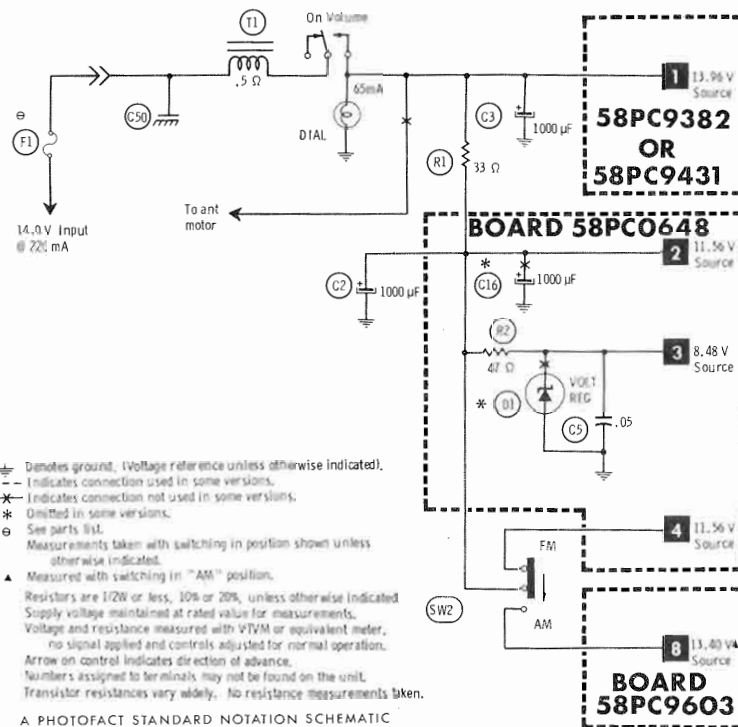 T1
On Volume
.5 Ω
65mA
DIAL
C50
⊖
F1
14.0 V Input
@ 220 mA
To ant
motor
C3
1000 µF
R1
33 Ω
1
13.96 V
Source
58PC9382
OR
58PC9431
BOARD 58PC0648
2
11.56 V
Source
C2
1000 µF
*
C16
1000 µF
R2
47 Ω
3
8.48 V
Source
* D1
VOLT
REG
C5
.05
4
11.56 V
Source
FM
SW2
AM
8
13.40 V▲
Source
BOARD
58PC9603
Denotes ground, (Voltage reference unless otherwise indicated).
Indicates connection used in some versions.
Indicates connection not used in some versions.
* Omitted in some versions.
⊖ See parts list.
Measurements taken with switching in position shown unless
otherwise indicated.
▲ Measured with switching in "AM" position.
Resistors are 1/2W or less, 10% or 20%, unless otherwise indicated
Supply voltage maintained at rated value for measurements.
Voltage and resistance measured with VTVM or equivalent meter,
no signal applied and controls adjusted for normal operation.
Arrow on control indicates direction of advance.
Numbers assigned to terminals may not be found on the unit.
Transistor resistances vary widely. No resistance measurements taken.
A PHOTOFACT STANDARD NOTATION SCHEMATIC